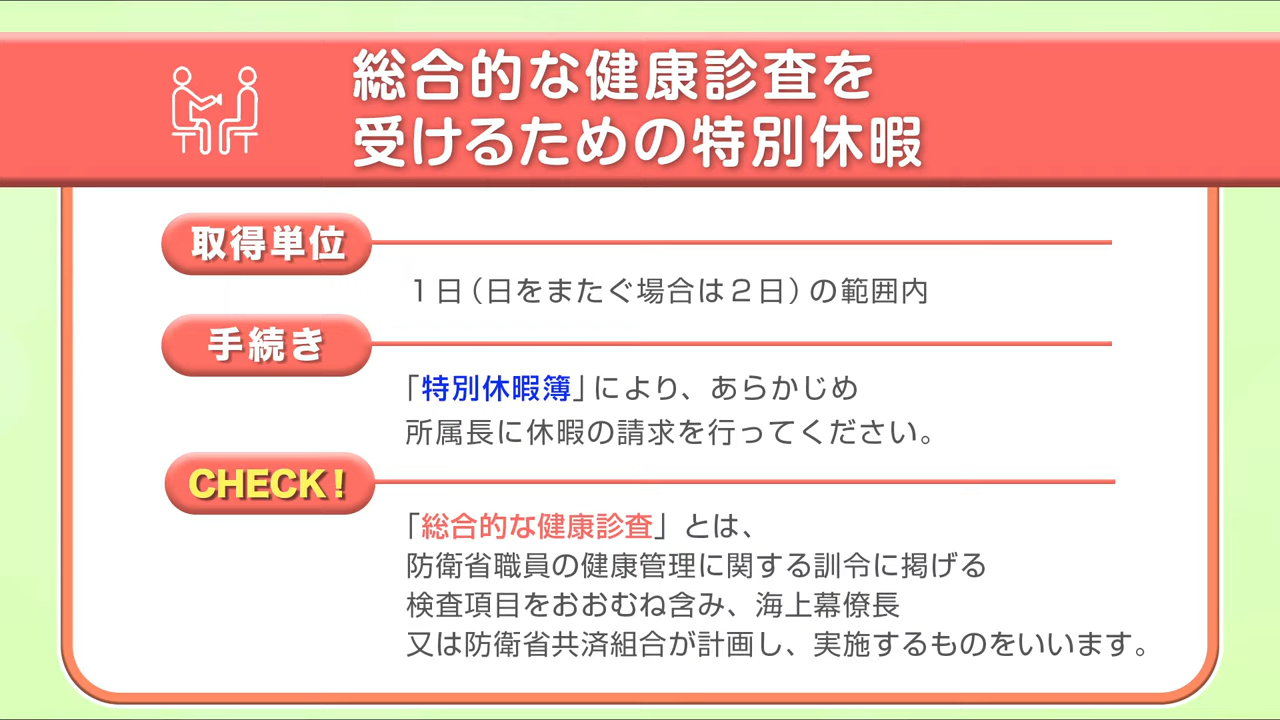 総合的な健康診査を
受けるための特別休暇
取得単位
１日（日をまたぐ場合は２日）の範囲内
手続き
「特別休暇簿」により、あらかじめ
所属長に休暇の請求を行ってください。
CHECK！
「総合的な健康診査」とは、
防衛省職員の健康管理に関する訓令に掲げる
検査項目をおおむね含み、海上幕僚長
又は防衛省共済組合が計画し、実施するものをいいます。